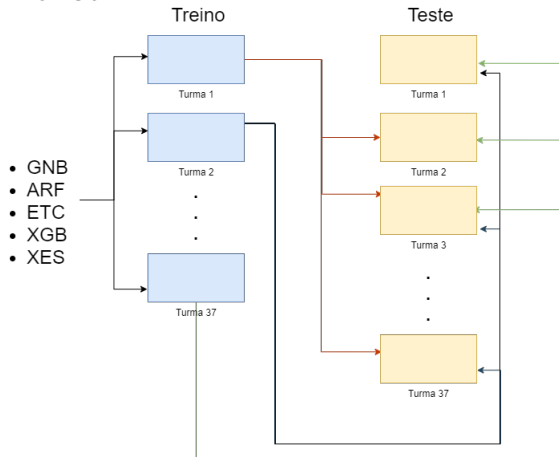 Treino
Teste
Turma 1
Turma 1
Turma 2
Turma 2
• GNB
• ARF
• ETC
• XGB
• XES
Turma 3
Turma 37
Turma 37